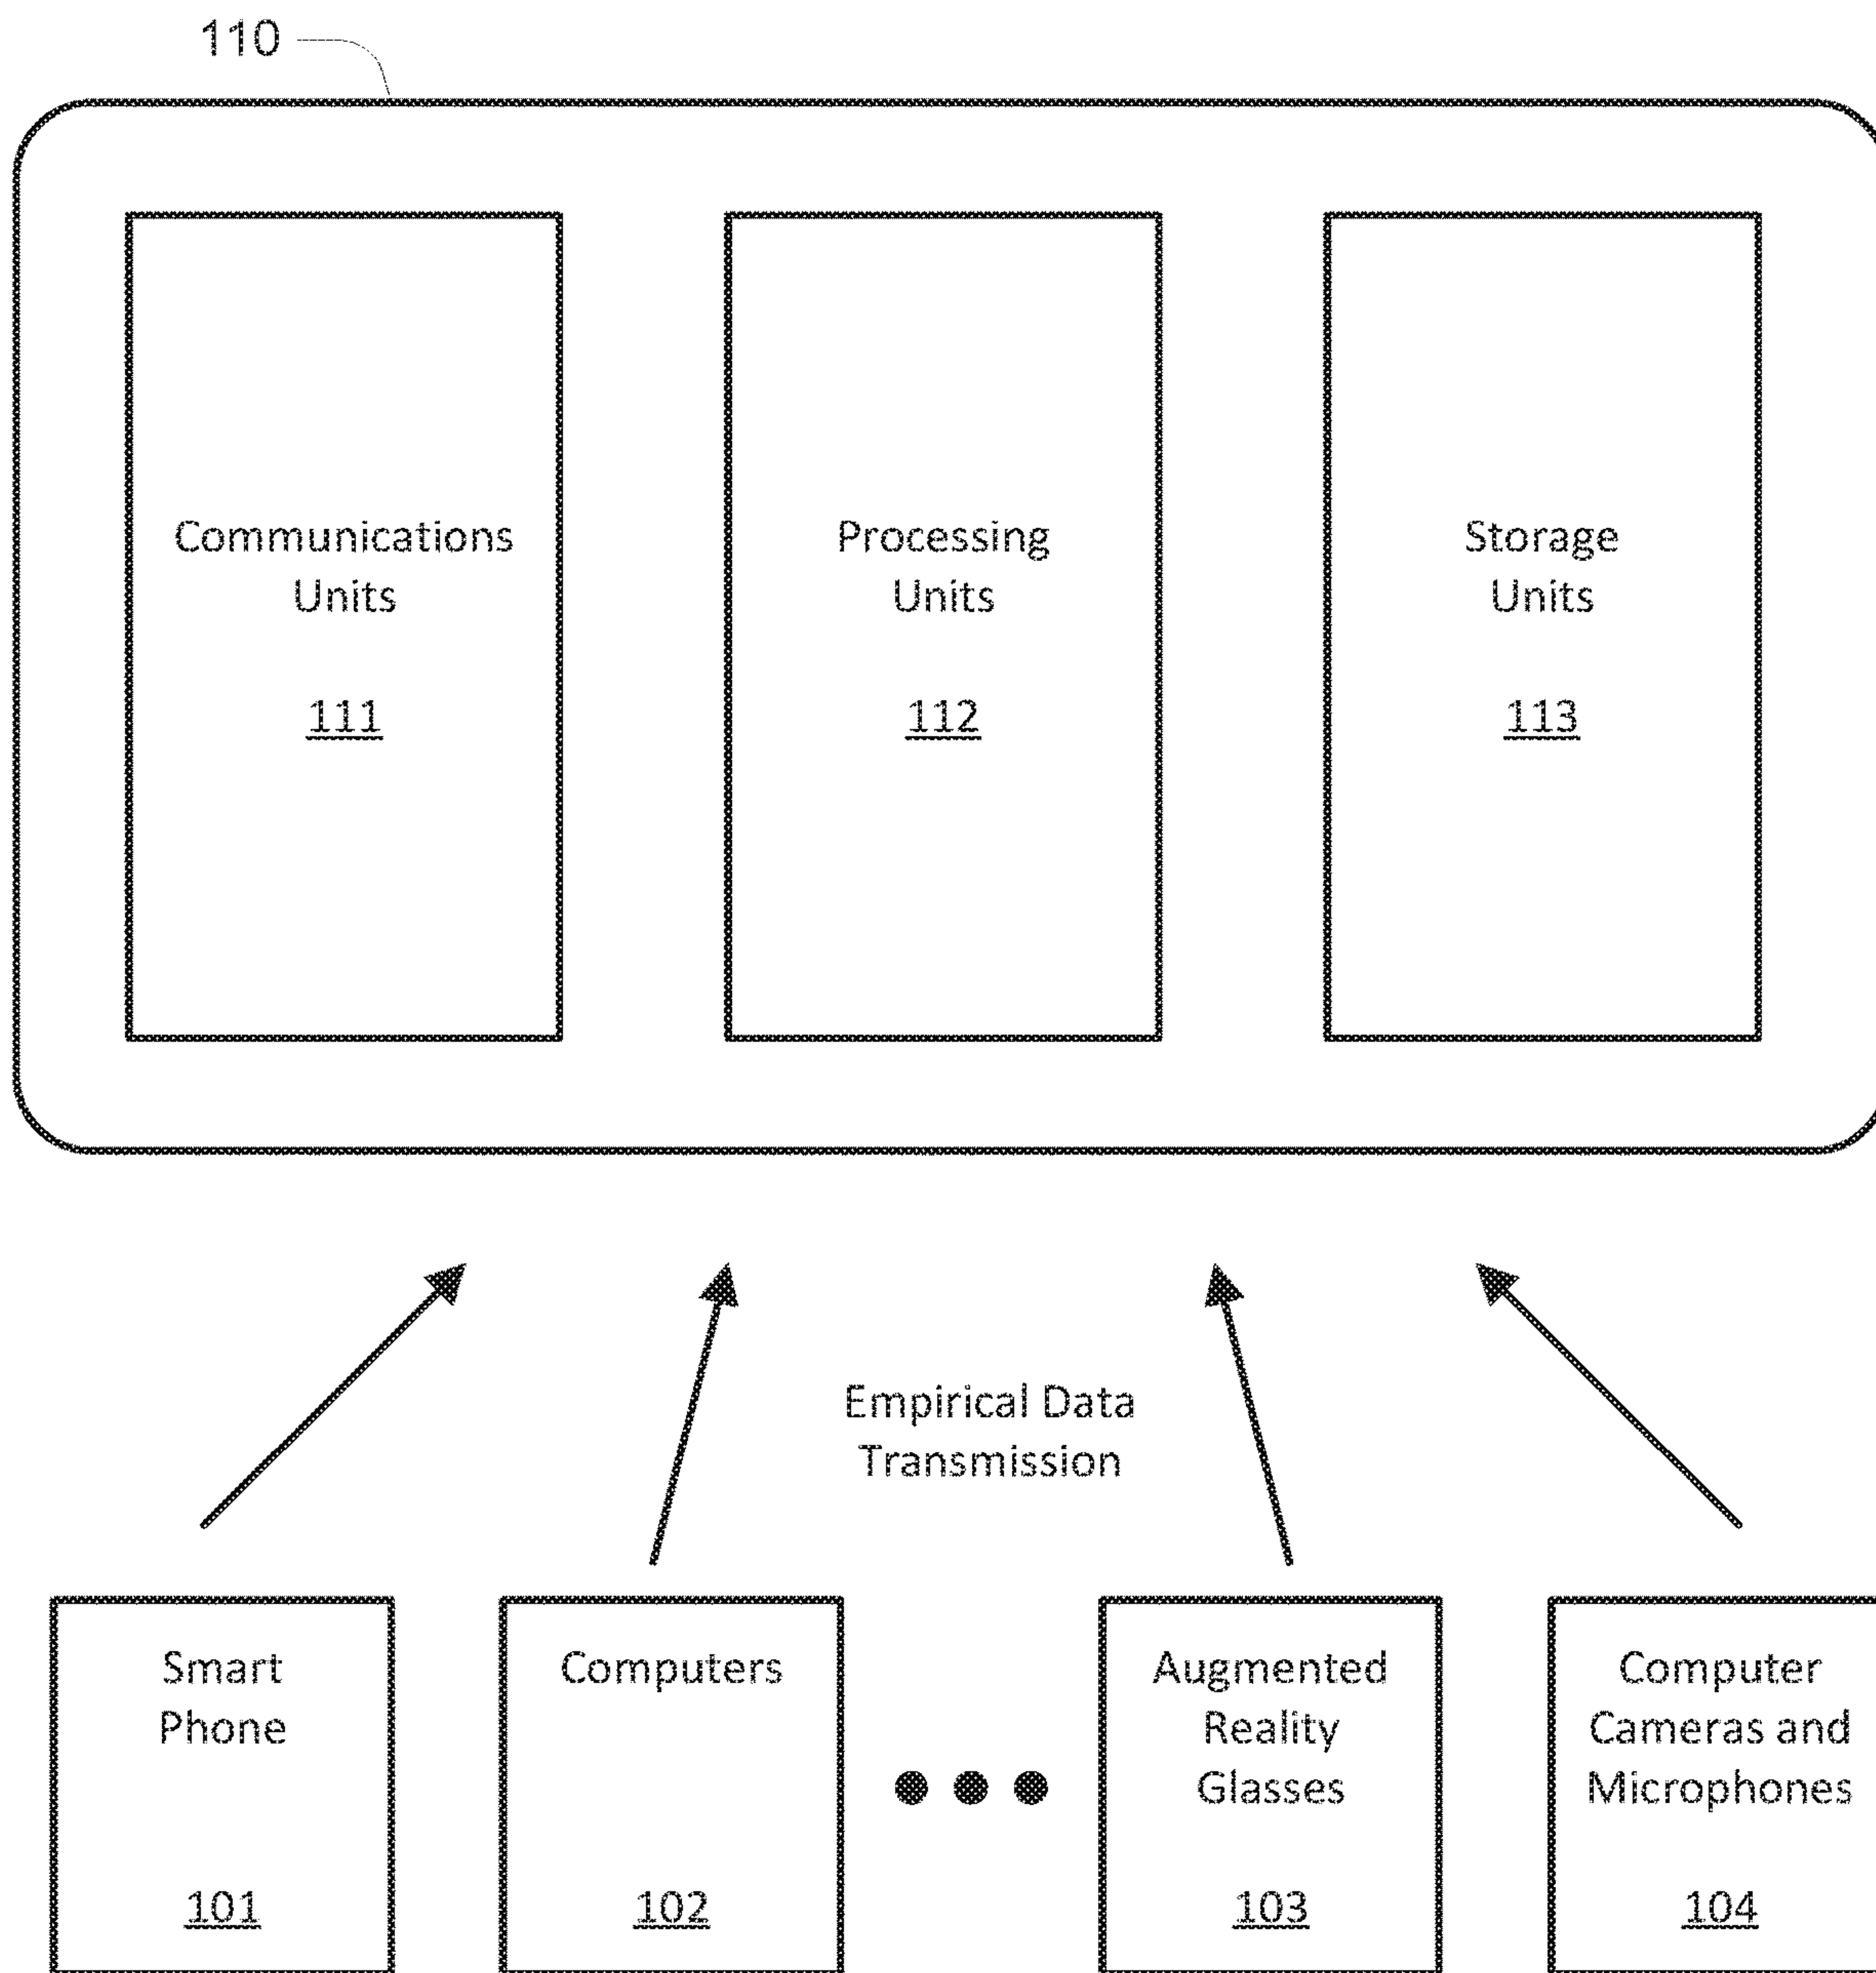 110
Communications
Units
111
Processing
Units
112
Storage
Units
113
Empirical Data
Transmission
Smart
Phone
101
Computers
102
Augmented
Reality
Glasses
103
Computer
Cameras and
Microphones
104